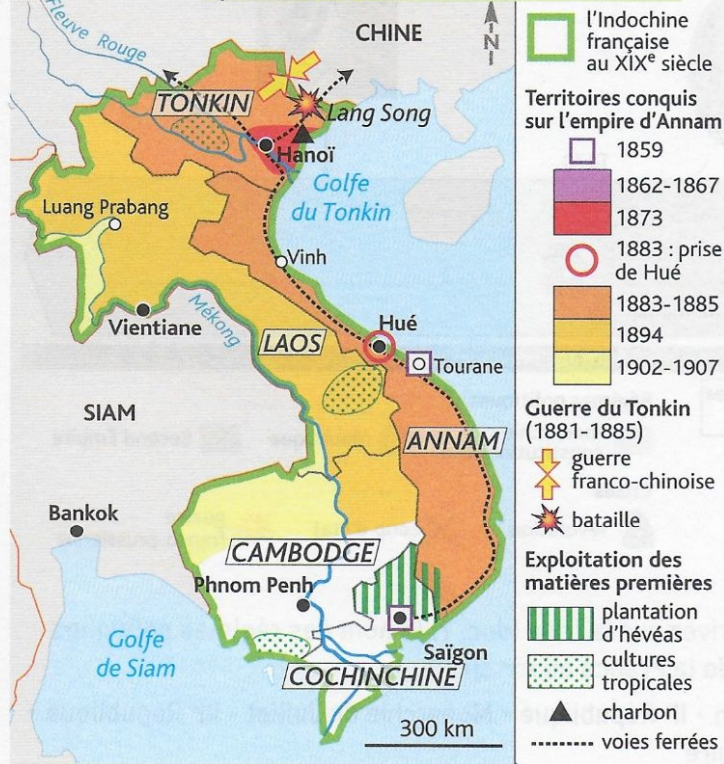 Fleuve Rouge
CHINE
N
TONKIN
Lang Song
Hanoï
Golfe
du Tonkin
Luang Prabang
Vinh
Vientiane
Mékong
LAOS
Hué
Tourane
SIAM
ANNAM
Bankok
CAMBODGE
Phnom Penh
Golfe
de Siam
Saïgon
COCHINCHINE
300 km
l'Indochine
française
au XIXe siècle
Territoires conquis
sur l'empire d'Annam
1859
1862-1867
1873
1883 : prise
de Hué
1883-1885
1894
1902-1907
Guerre du Tonkin
(1881-1885)
guerre
franco-chinoise
bataille
Exploitation des
matières premières
plantation
d'hévéas
cultures
tropicales
charbon
voies ferrées